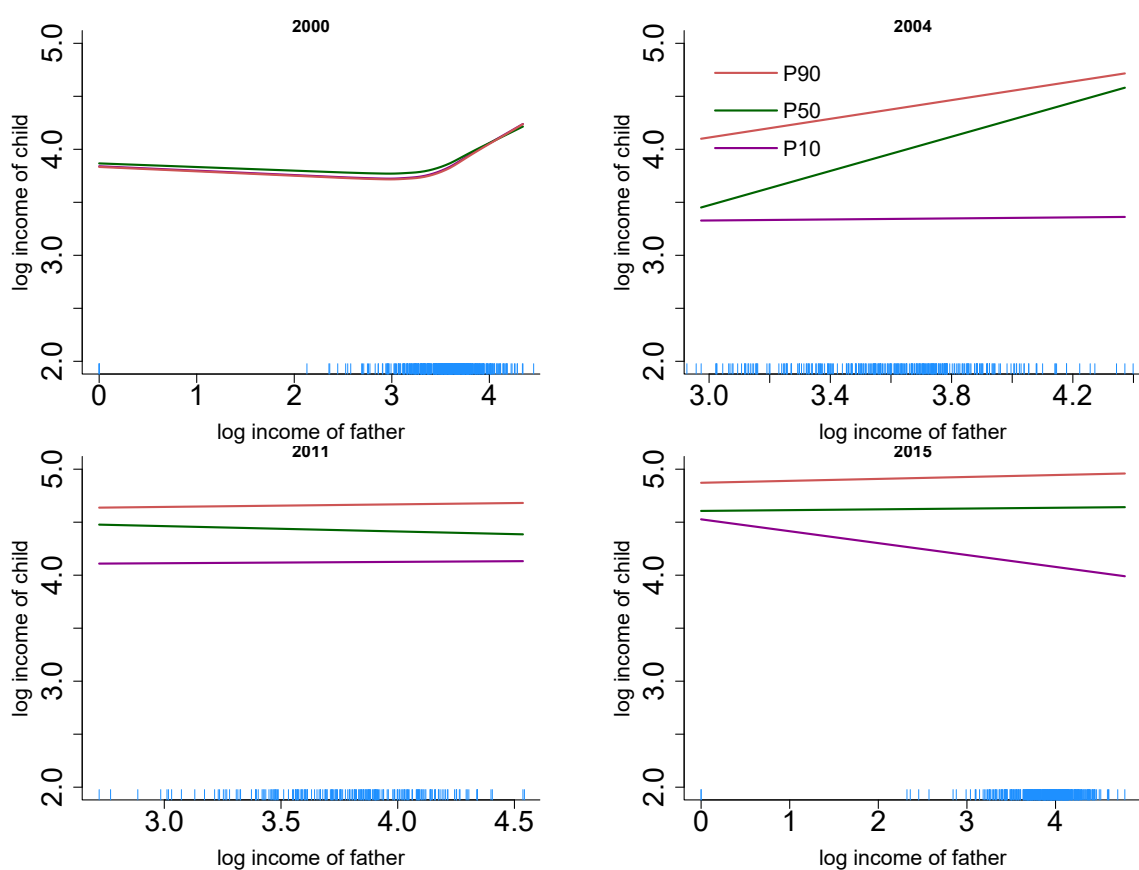 2000
5.0
4.0
3.0
2.0
log income of child
0 1 2 3 4
log income of father
2004
P90
P50
P10
5.0
4.0
3.0
2.0
log income of child
3.0 3.4 3.8 4.2
log income of father
2011
5.0
4.0
3.0
2.0
log income of child
3.0 3.5 4.0 4.5
log income of father
2015
5.0
4.0
3.0
2.0
log income of child
0 1 2 3 4
log income of father